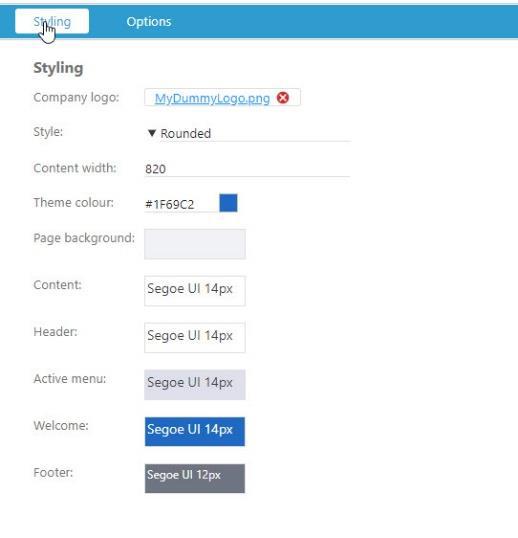 Styling Options
Styling
Company logo: MyDummyLogo.png
Style: ▼ Rounded
Content width: 820
Theme colour: #1F69C2
Page background:
Content: Segoe UI 14px
Header: Segoe UI 14px
Active menu: Segoe UI 14px
Welcome: Segoe UI 14px
Footer: Segoe UI 12px